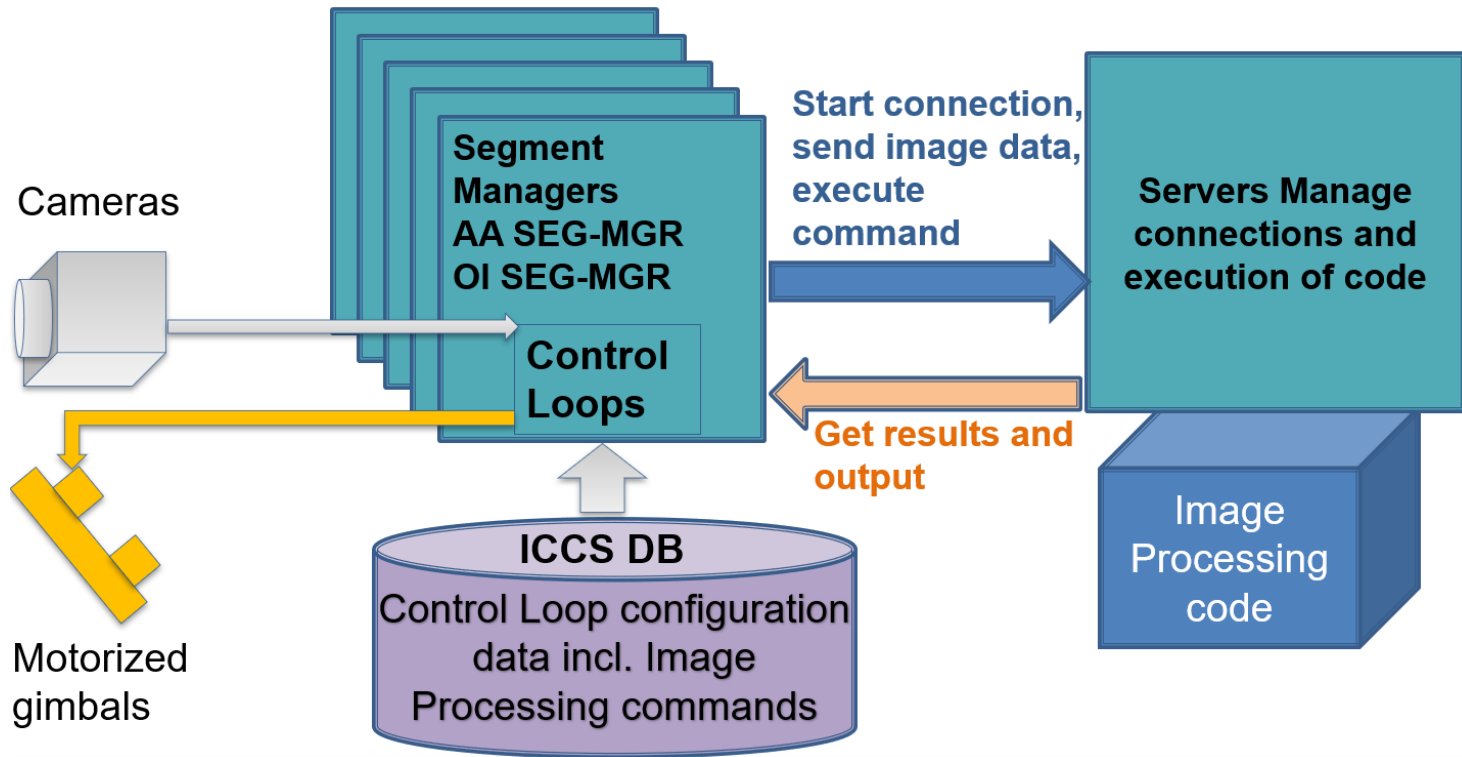 Cameras
Segment
Managers
AA SEG-MGR
OI SEG-MGR
Control
Loops
Start connection,
send image data,
execute
command
Servers Manage
connections and
execution of code
Get results and
output
Image
Processing
code
ICCS DB
Control Loop configuration
data incl. Image
Processing commands
Motorized
gimbals